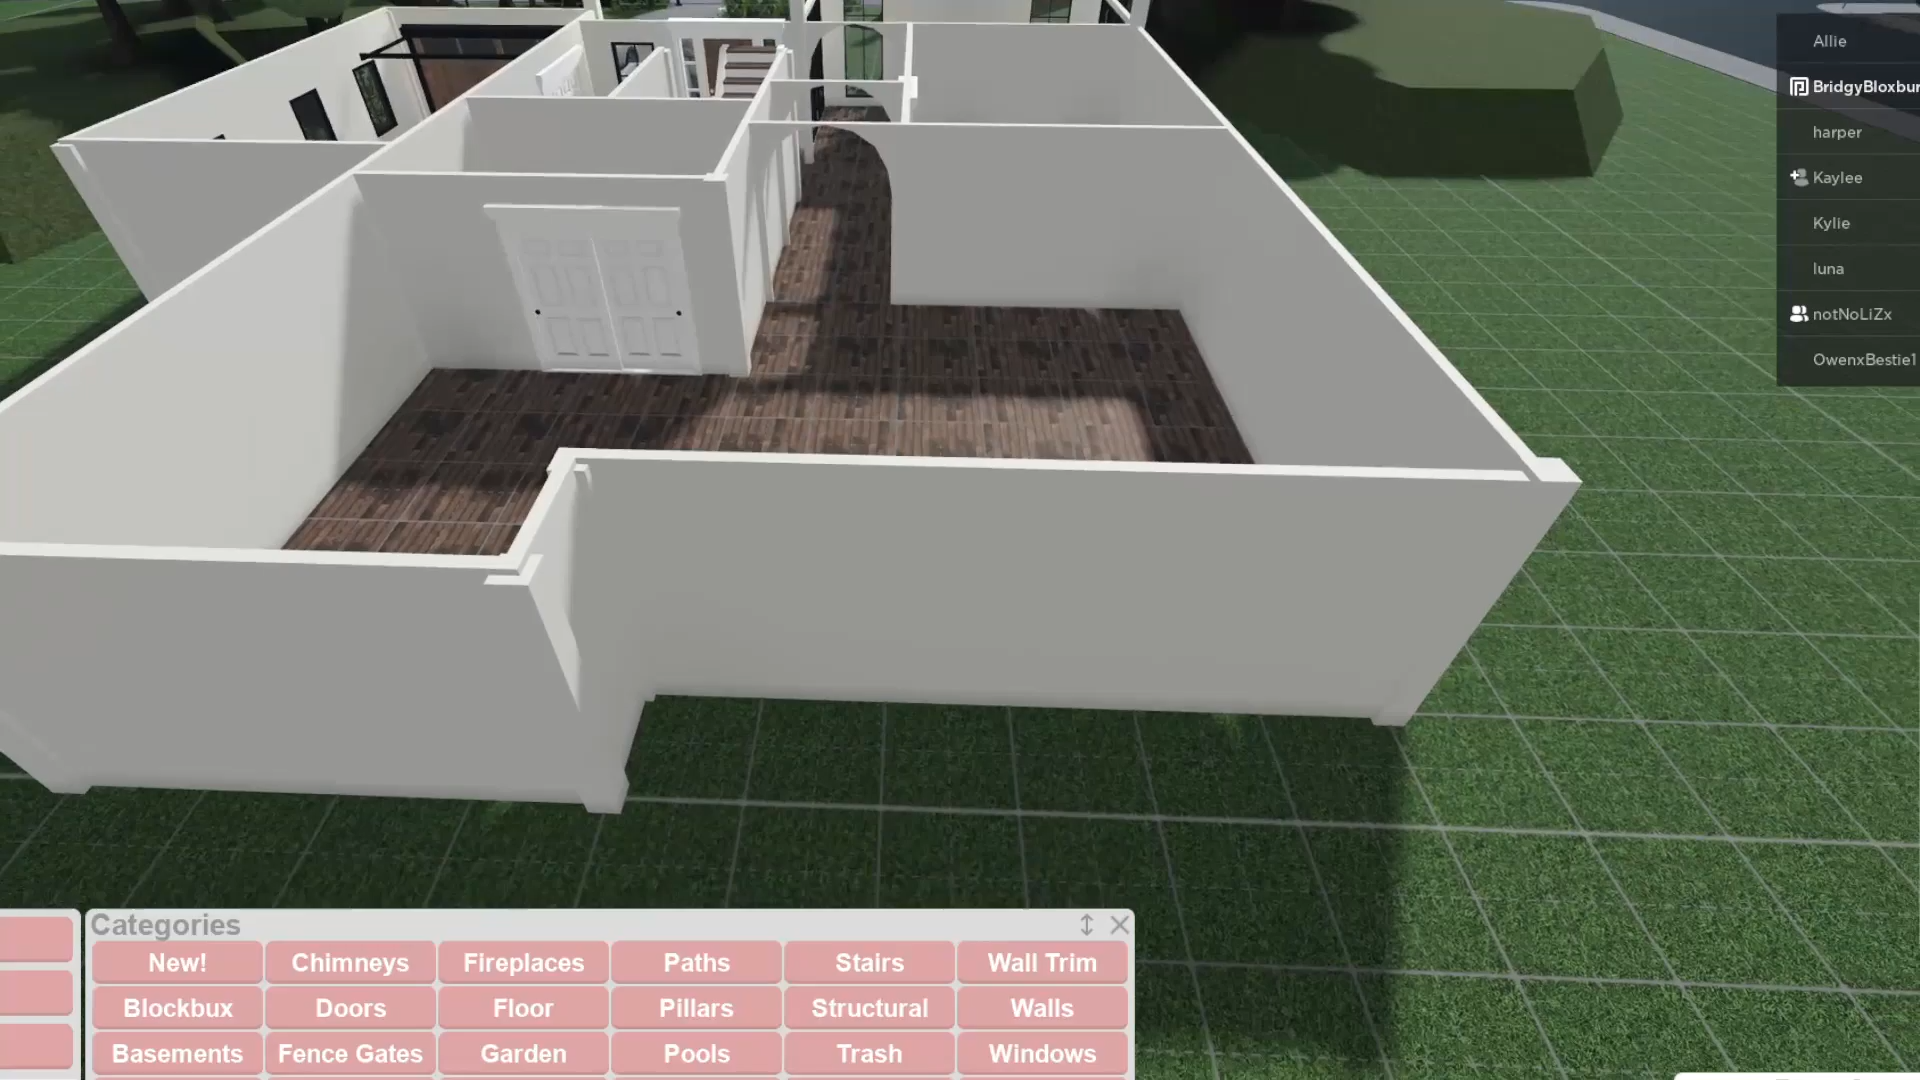 Allie
BridgyBloxbur
harper
Kaylee
Kylie
luna
notNoLiZx
OwenxBestie1
Categories
New! Chimneys Fireplaces Paths Stairs Wall Trim
Blockbux Doors Floor Pillars Structural Walls
Basements Fence Gates Garden Pools Trash Windows